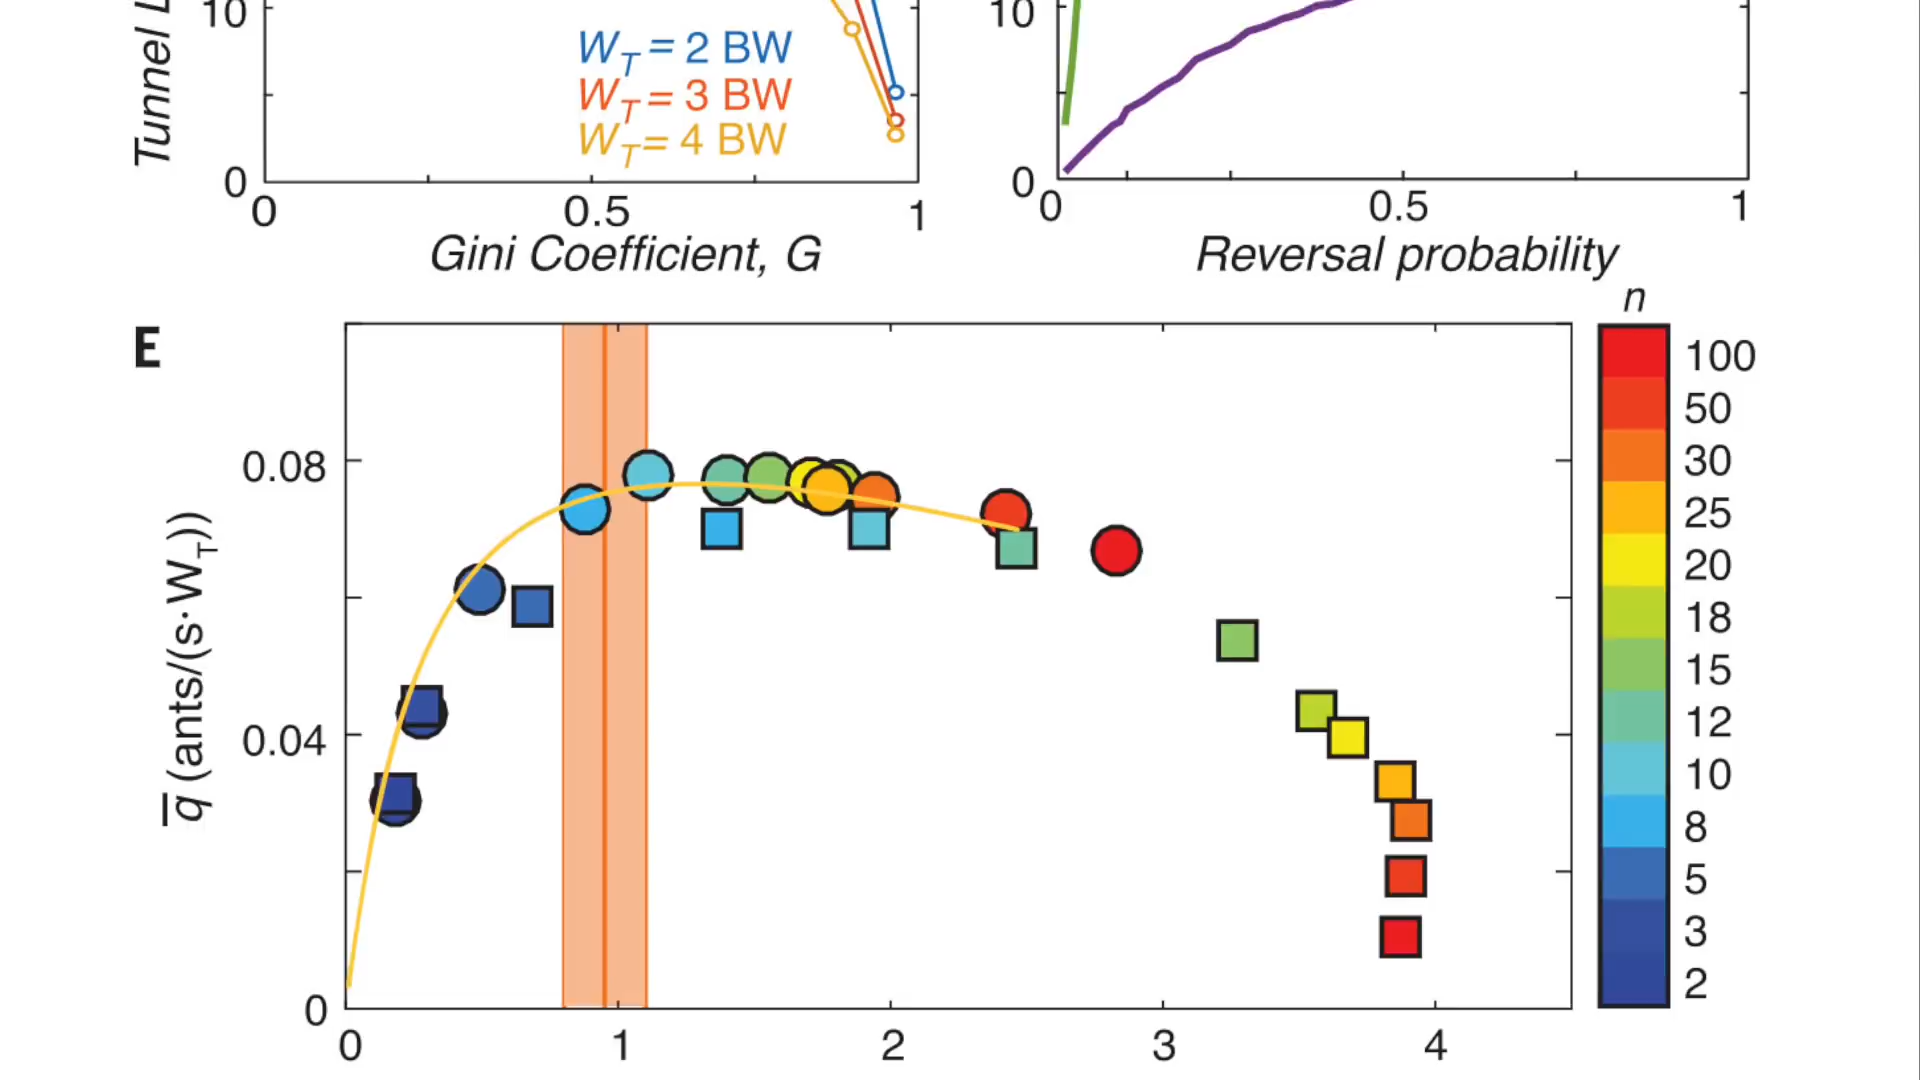 Tunnel L
10
W_T = 2 BW
W_T = 3 BW
W_T = 4 BW
0
0 0.5 1
Gini Coefficient, G
10
0
0 0.5 1
Reversal probability
E
q̅ (ants/(s·W_T))
0.08
0.04
0
0 1 2 3 4
n
100
50
30
25
20
18
15
12
10
8
5
3
2